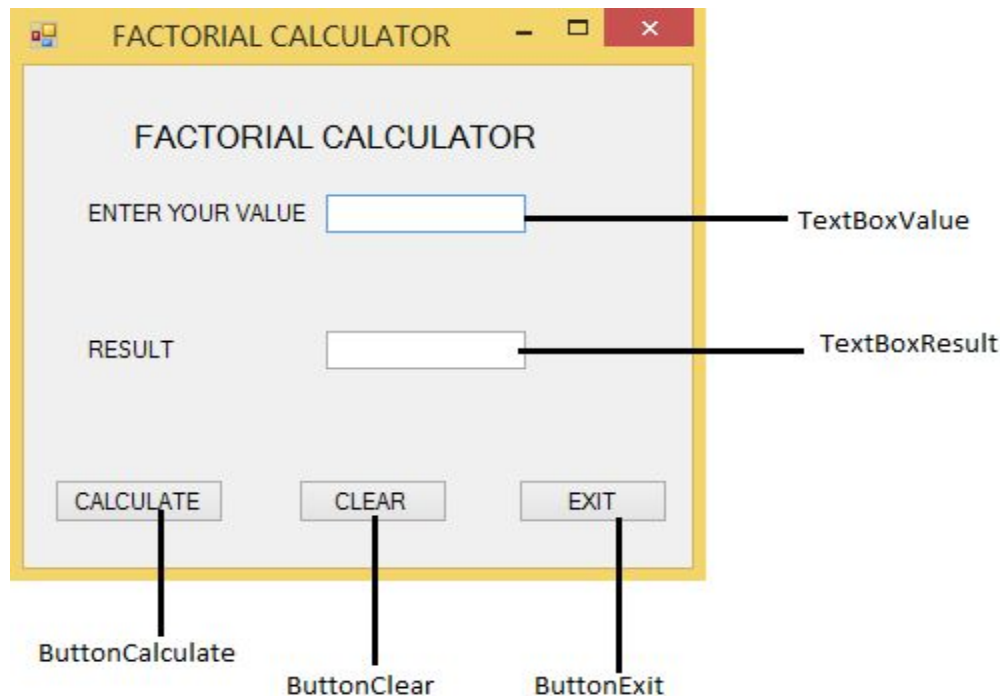 FACTORIAL CALCULATOR
FACTORIAL CALCULATOR
ENTER YOUR VALUE
TextBoxValue
RESULT
TextBoxResult
CALCULATE CLEAR EXIT
ButtonCalculate
ButtonClear ButtonExit